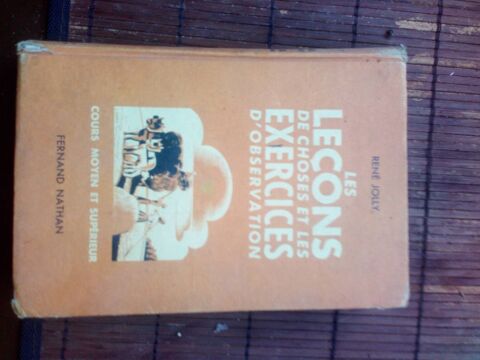 RENÉ JOLLY
LES
LEÇONS
DE CHOSES ET LES
EXERCICES
D'OBSERVATION
COURS MOYEN ET SUPÉRIEUR
FERNAND NATHAN